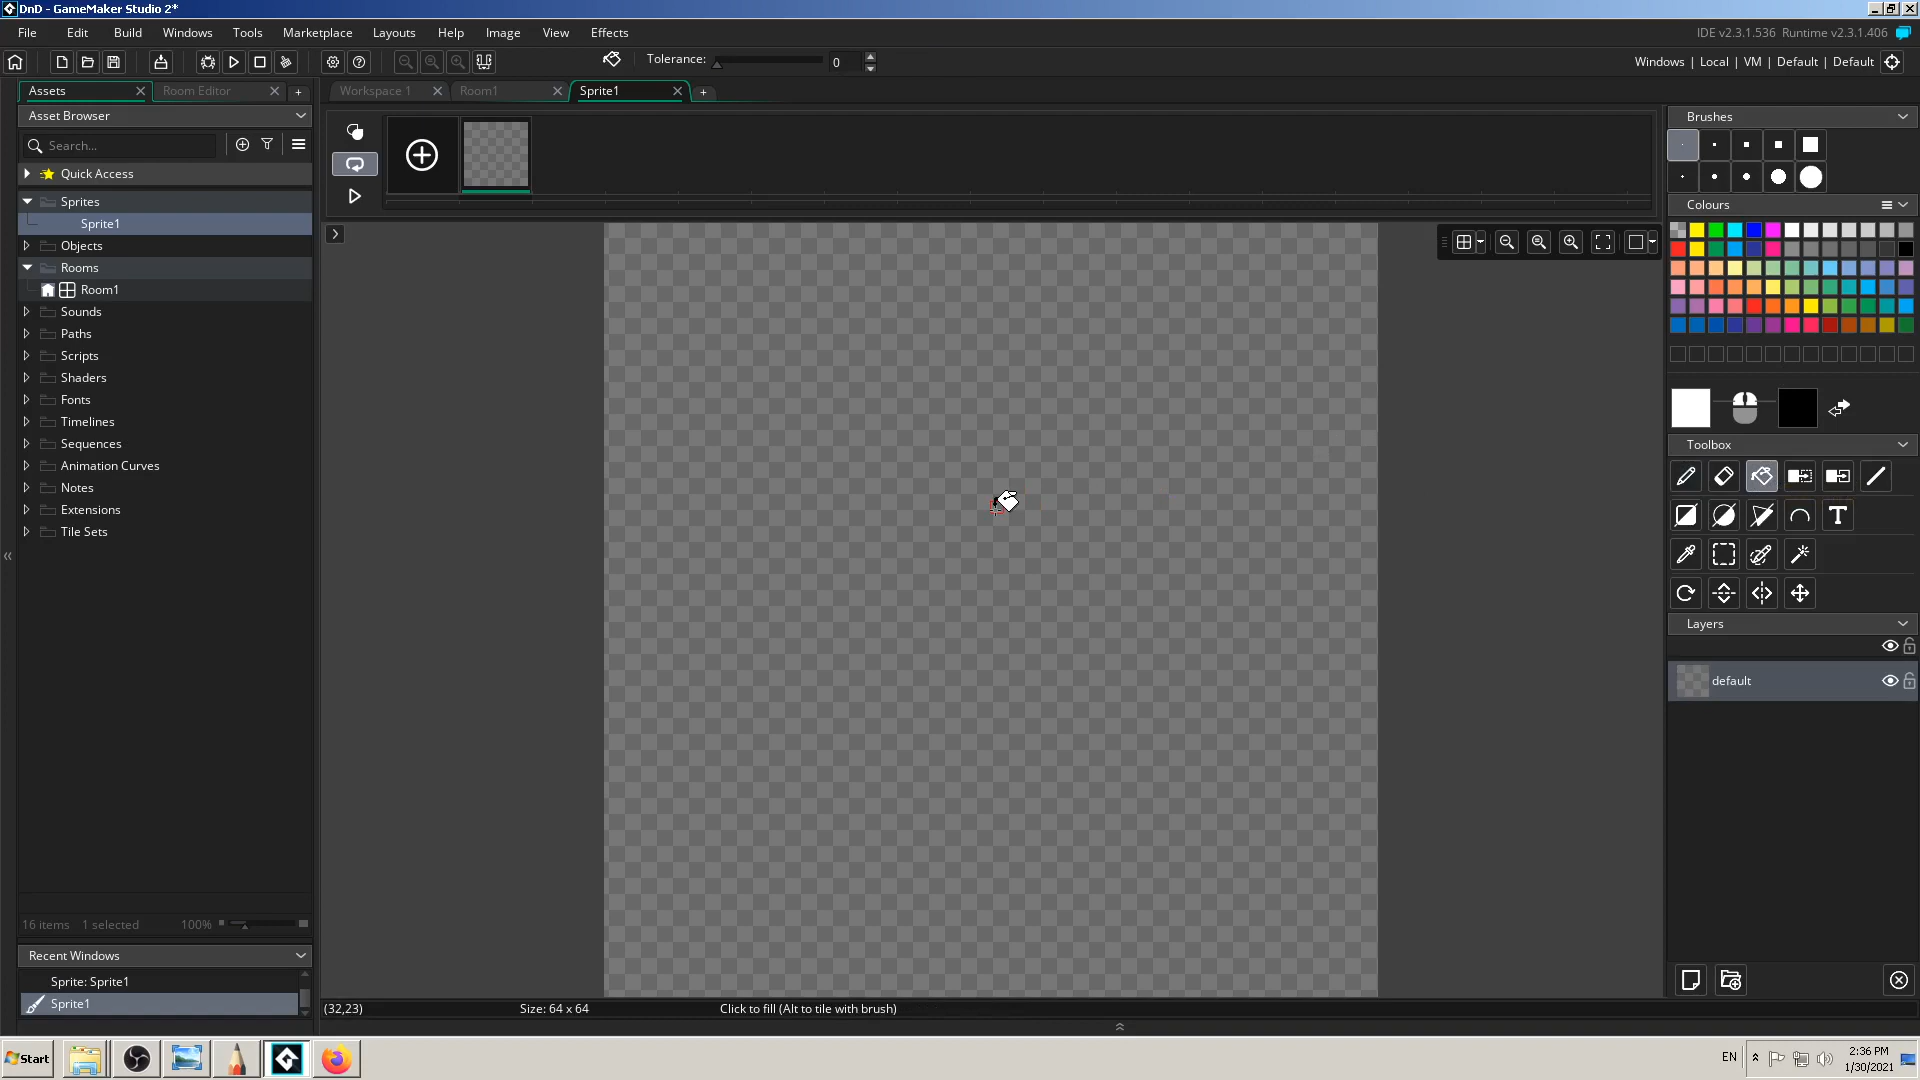 DnD - GameMaker Studio 2*
File Edit Build Windows Tools Marketplace Layouts Help Image View Effects
IDE v2.3.1.536 Runtime v2.3.1.406
Tolerance: 0
Windows | Local | VM | Default | Default
Assets Room Editor
Workspace 1 Room1 Sprite1
Asset Browser
Search...
Quick Access
Sprites
Sprite1
Objects
Rooms
Room1
Sounds
Paths
Scripts
Shaders
Fonts
Timelines
Sequences
Animation Curves
Notes
Extensions
Tile Sets
16 items 1 selected 100%
Recent Windows
Sprite: Sprite1
Sprite1
Brushes
Colours
Toolbox
T
Layers
default
(32,23) Size: 64 x 64 Click to fill (Alt to tile with brush)
Start
EN
2:36 PM
1/30/2021